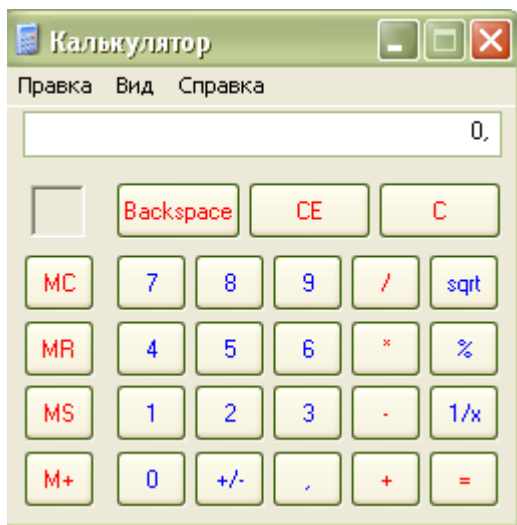 Калькулятор
Правка Вид Справка
0,
Backspace CE C
MC 7 8 9 / sqrt
MR 4 5 6 * %
MS 1 2 3 - 1/x
M+ 0 +/- , + =